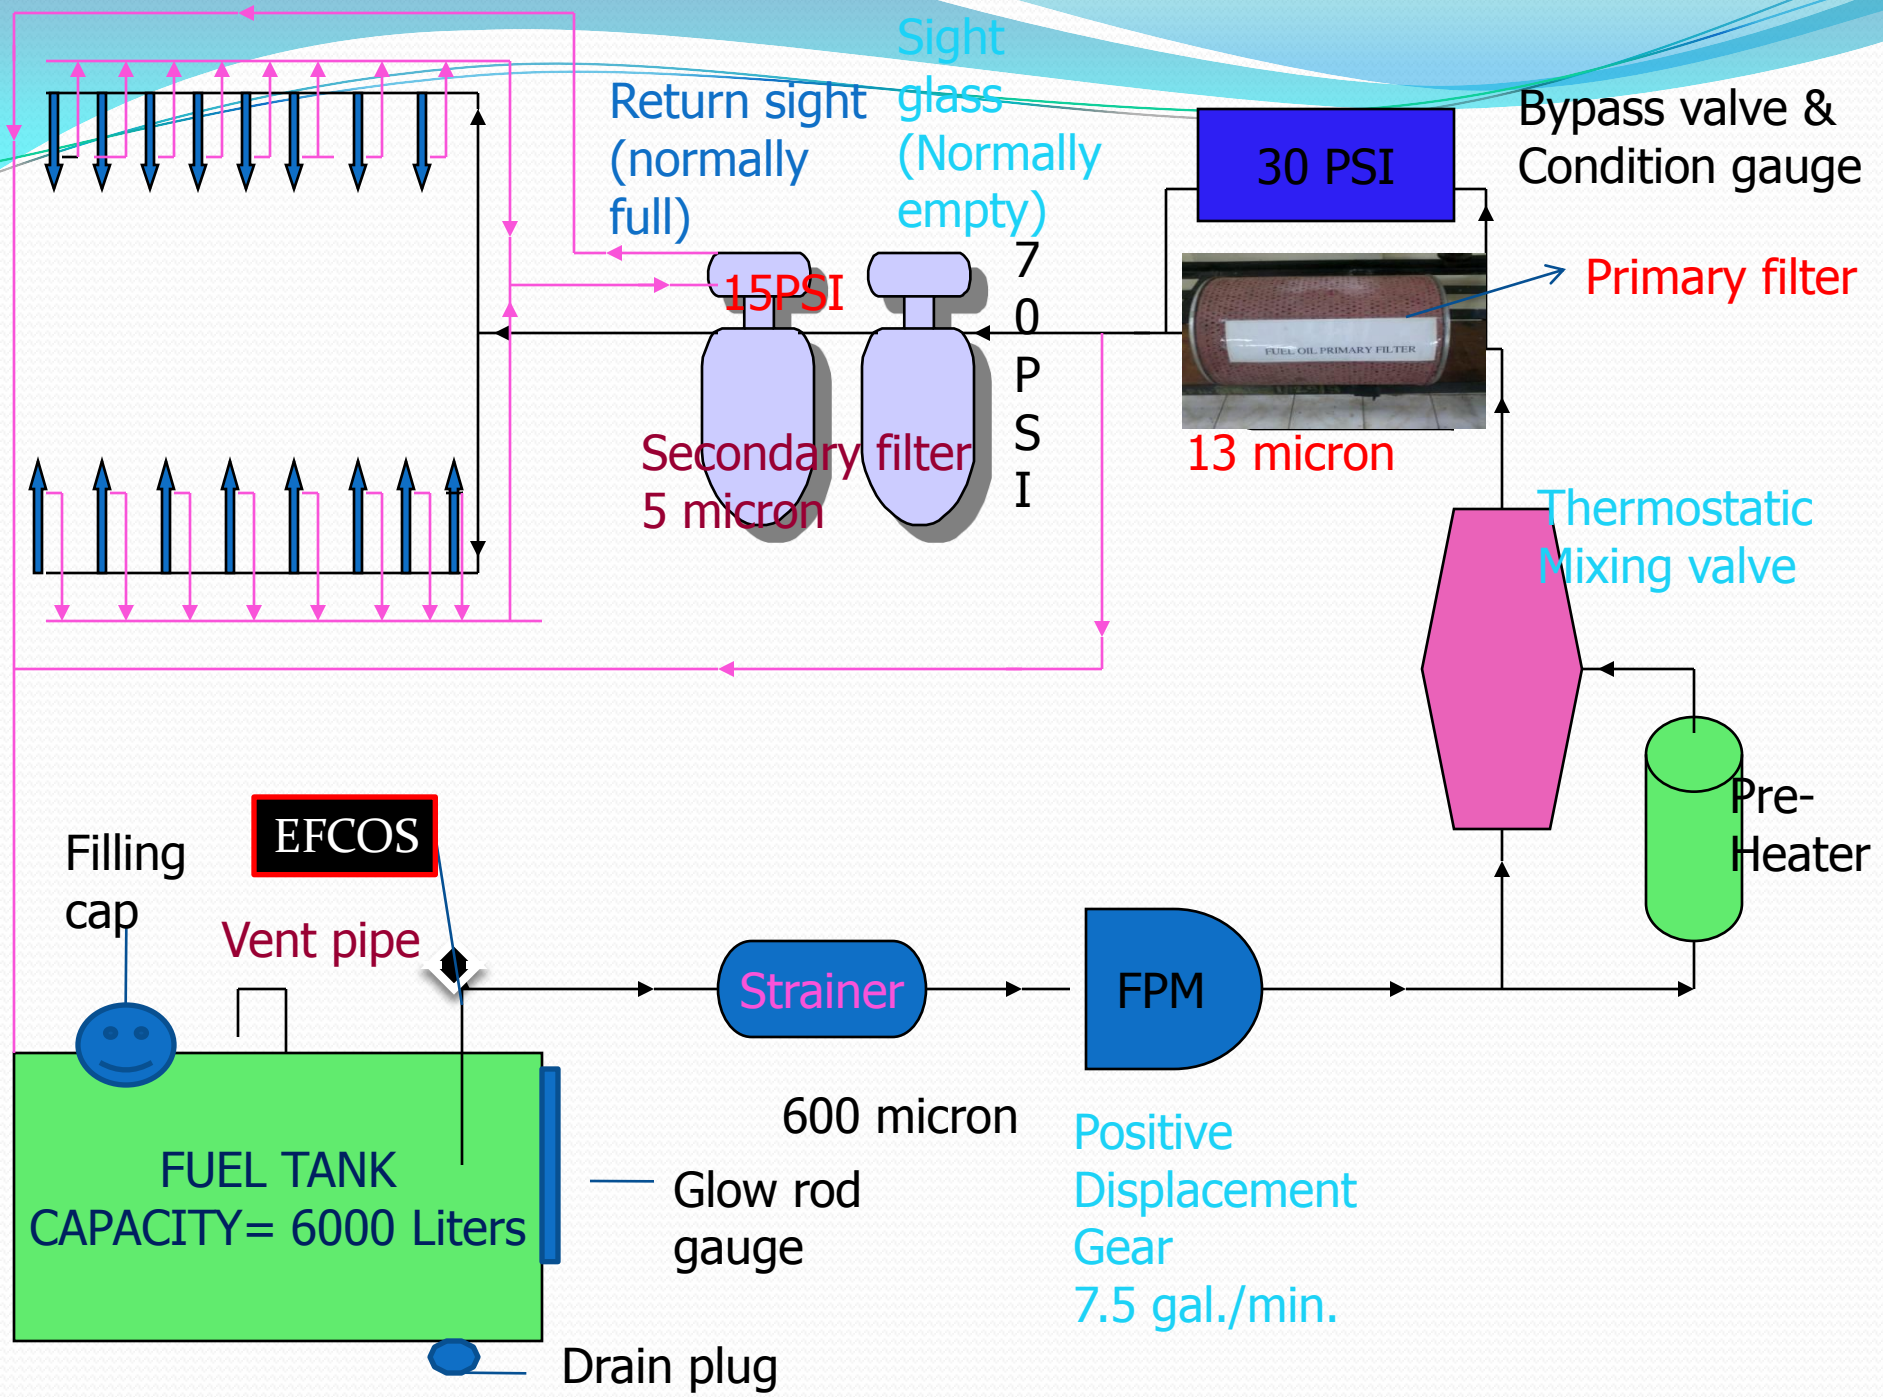 Sight
glass
(Normally
empty)
Return sight
(normally
full)
30 PSI
Bypass valve &
Condition gauge
7
0
P
S
I
15PSI
Primary filter
FUEL OIL PRIMARY FILTER
Secondary filter
5 micron
13 micron
Thermostatic
Mixing valve
Pre-
Heater
EFCOS
Filling
cap
Vent pipe
Strainer
FPM
600 micron
Positive
Displacement
Gear
7.5 gal./min.
FUEL TANK
CAPACITY= 6000 Liters
Glow rod
gauge
Drain plug